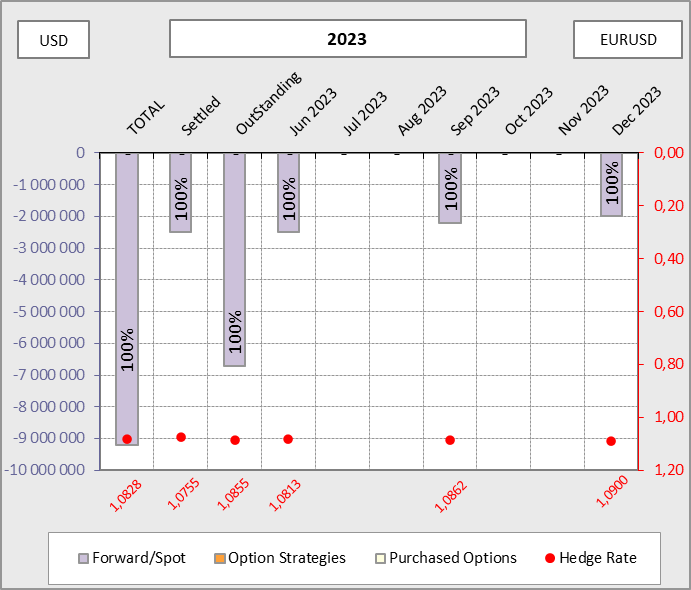 USD
2023
EURUSD
TOTAL
Settled
OutStanding
Jun 2023
Jul 2023
Aug 2023
Sep 2023
Oct 2023
Nov 2023
Dec 2023
0
-1 000 000
-2 000 000
-3 000 000
-4 000 000
-5 000 000
-6 000 000
-7 000 000
-8 000 000
-9 000 000
-10 000 000
100%
100%
100%
100%
100%
100%
0,00
0,20
0,40
0,60
0,80
1,00
1,20
1,0828
1,0755
1,0855
1,0813
1,0862
1,0900
Forward/Spot
Option Strategies
Purchased Options
Hedge Rate